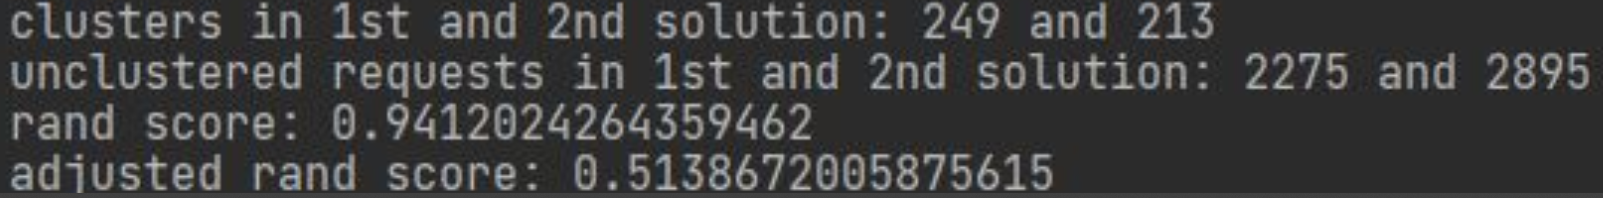 clusters in 1st and 2nd solution: 249 and 213
unclustered requests in 1st and 2nd solution: 2275 and 2895
rand score: 0.9412024264359462
adjusted rand score: 0.5138672005875615